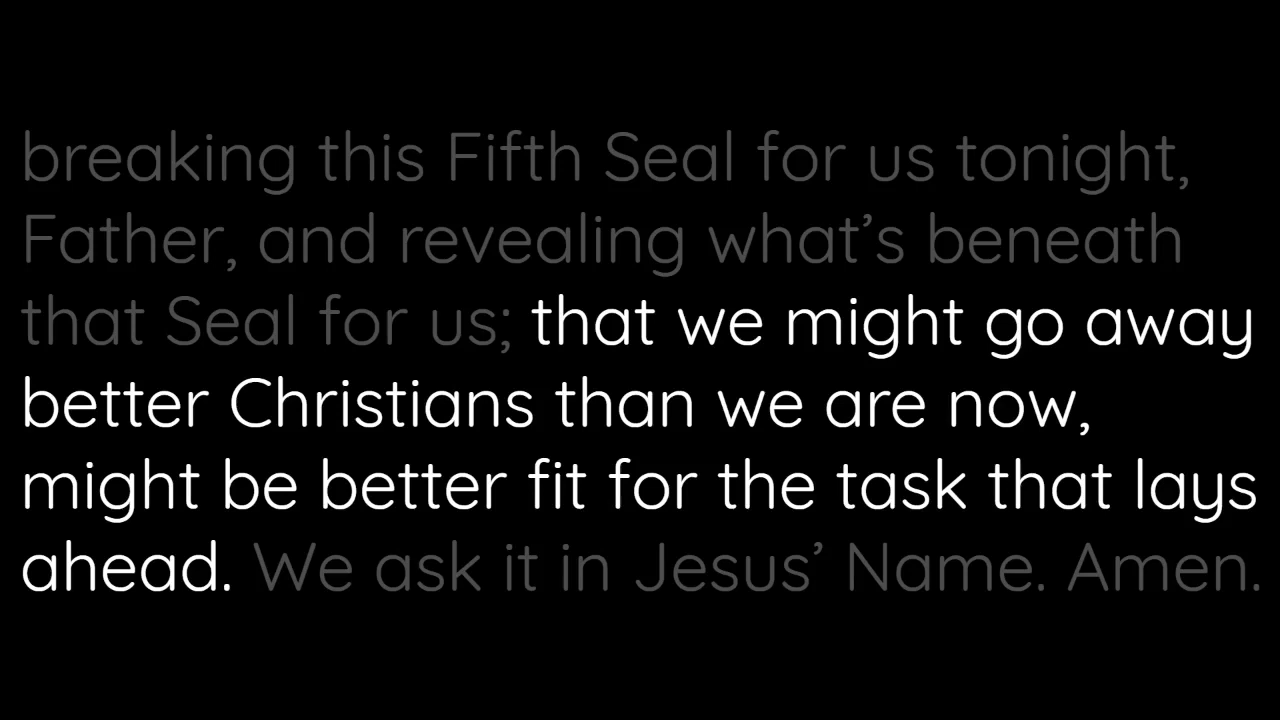 breaking this Fifth Seal for us tonight,
Father, and revealing what’s beneath
that Seal for us; that we might go away
better Christians than we are now,
might be better fit for the task that lays
ahead. We ask it in Jesus’ Name. Amen.